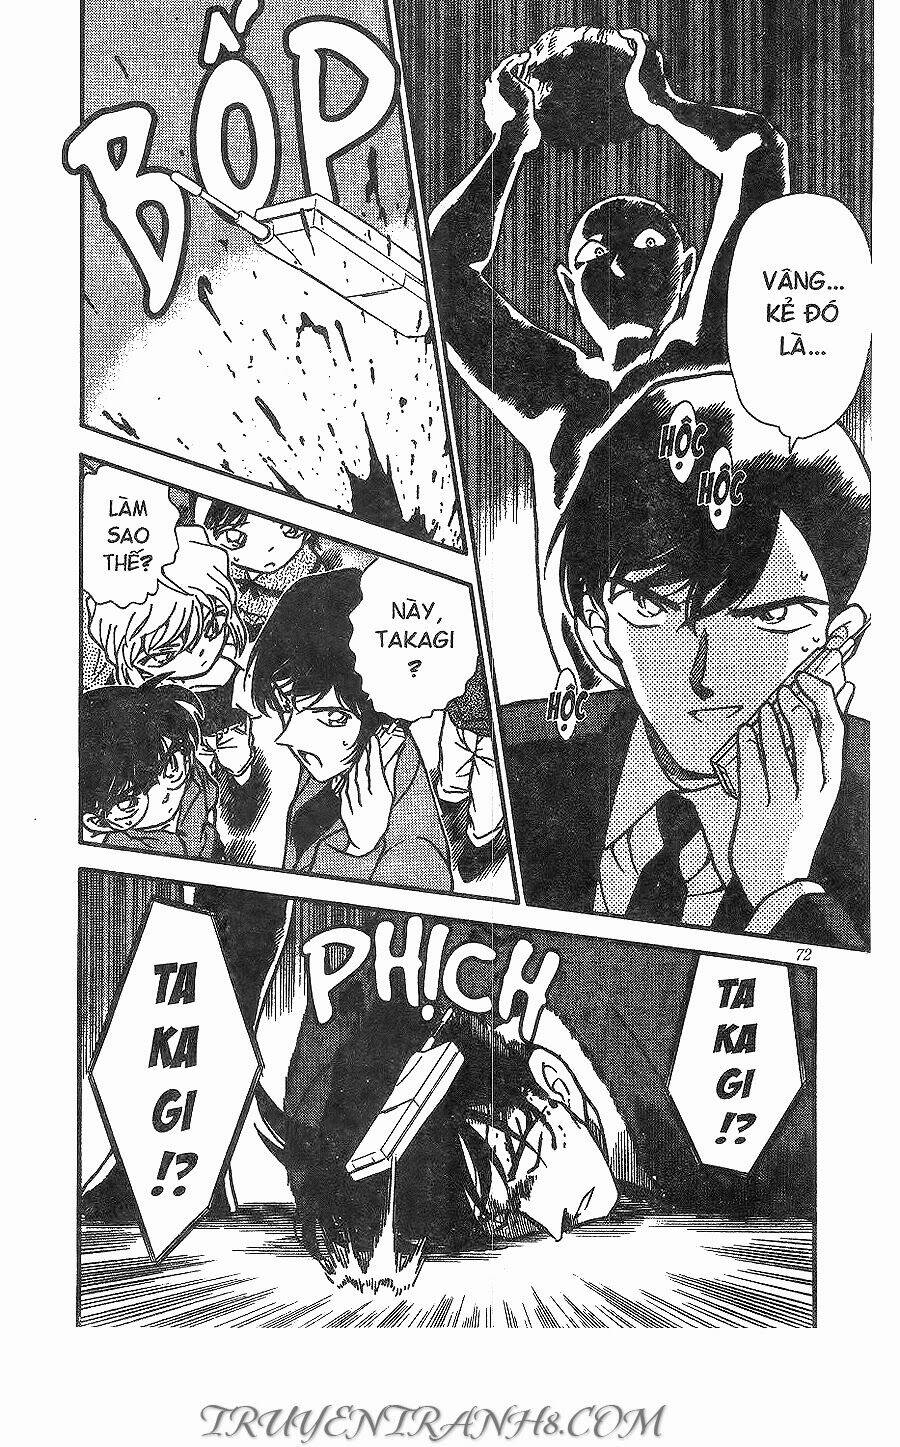 VÂNG...
KẺ ĐÓ
LÀ...
HỘC
HỘC
HỘC
BỐP
NÀY,
TAKAGI
?
LÀM
SAO
THẾ?
72
TA
KA
GI
!?
PHỊCH
TA
KA
GI
!?
TRUYENTRANH8.COM